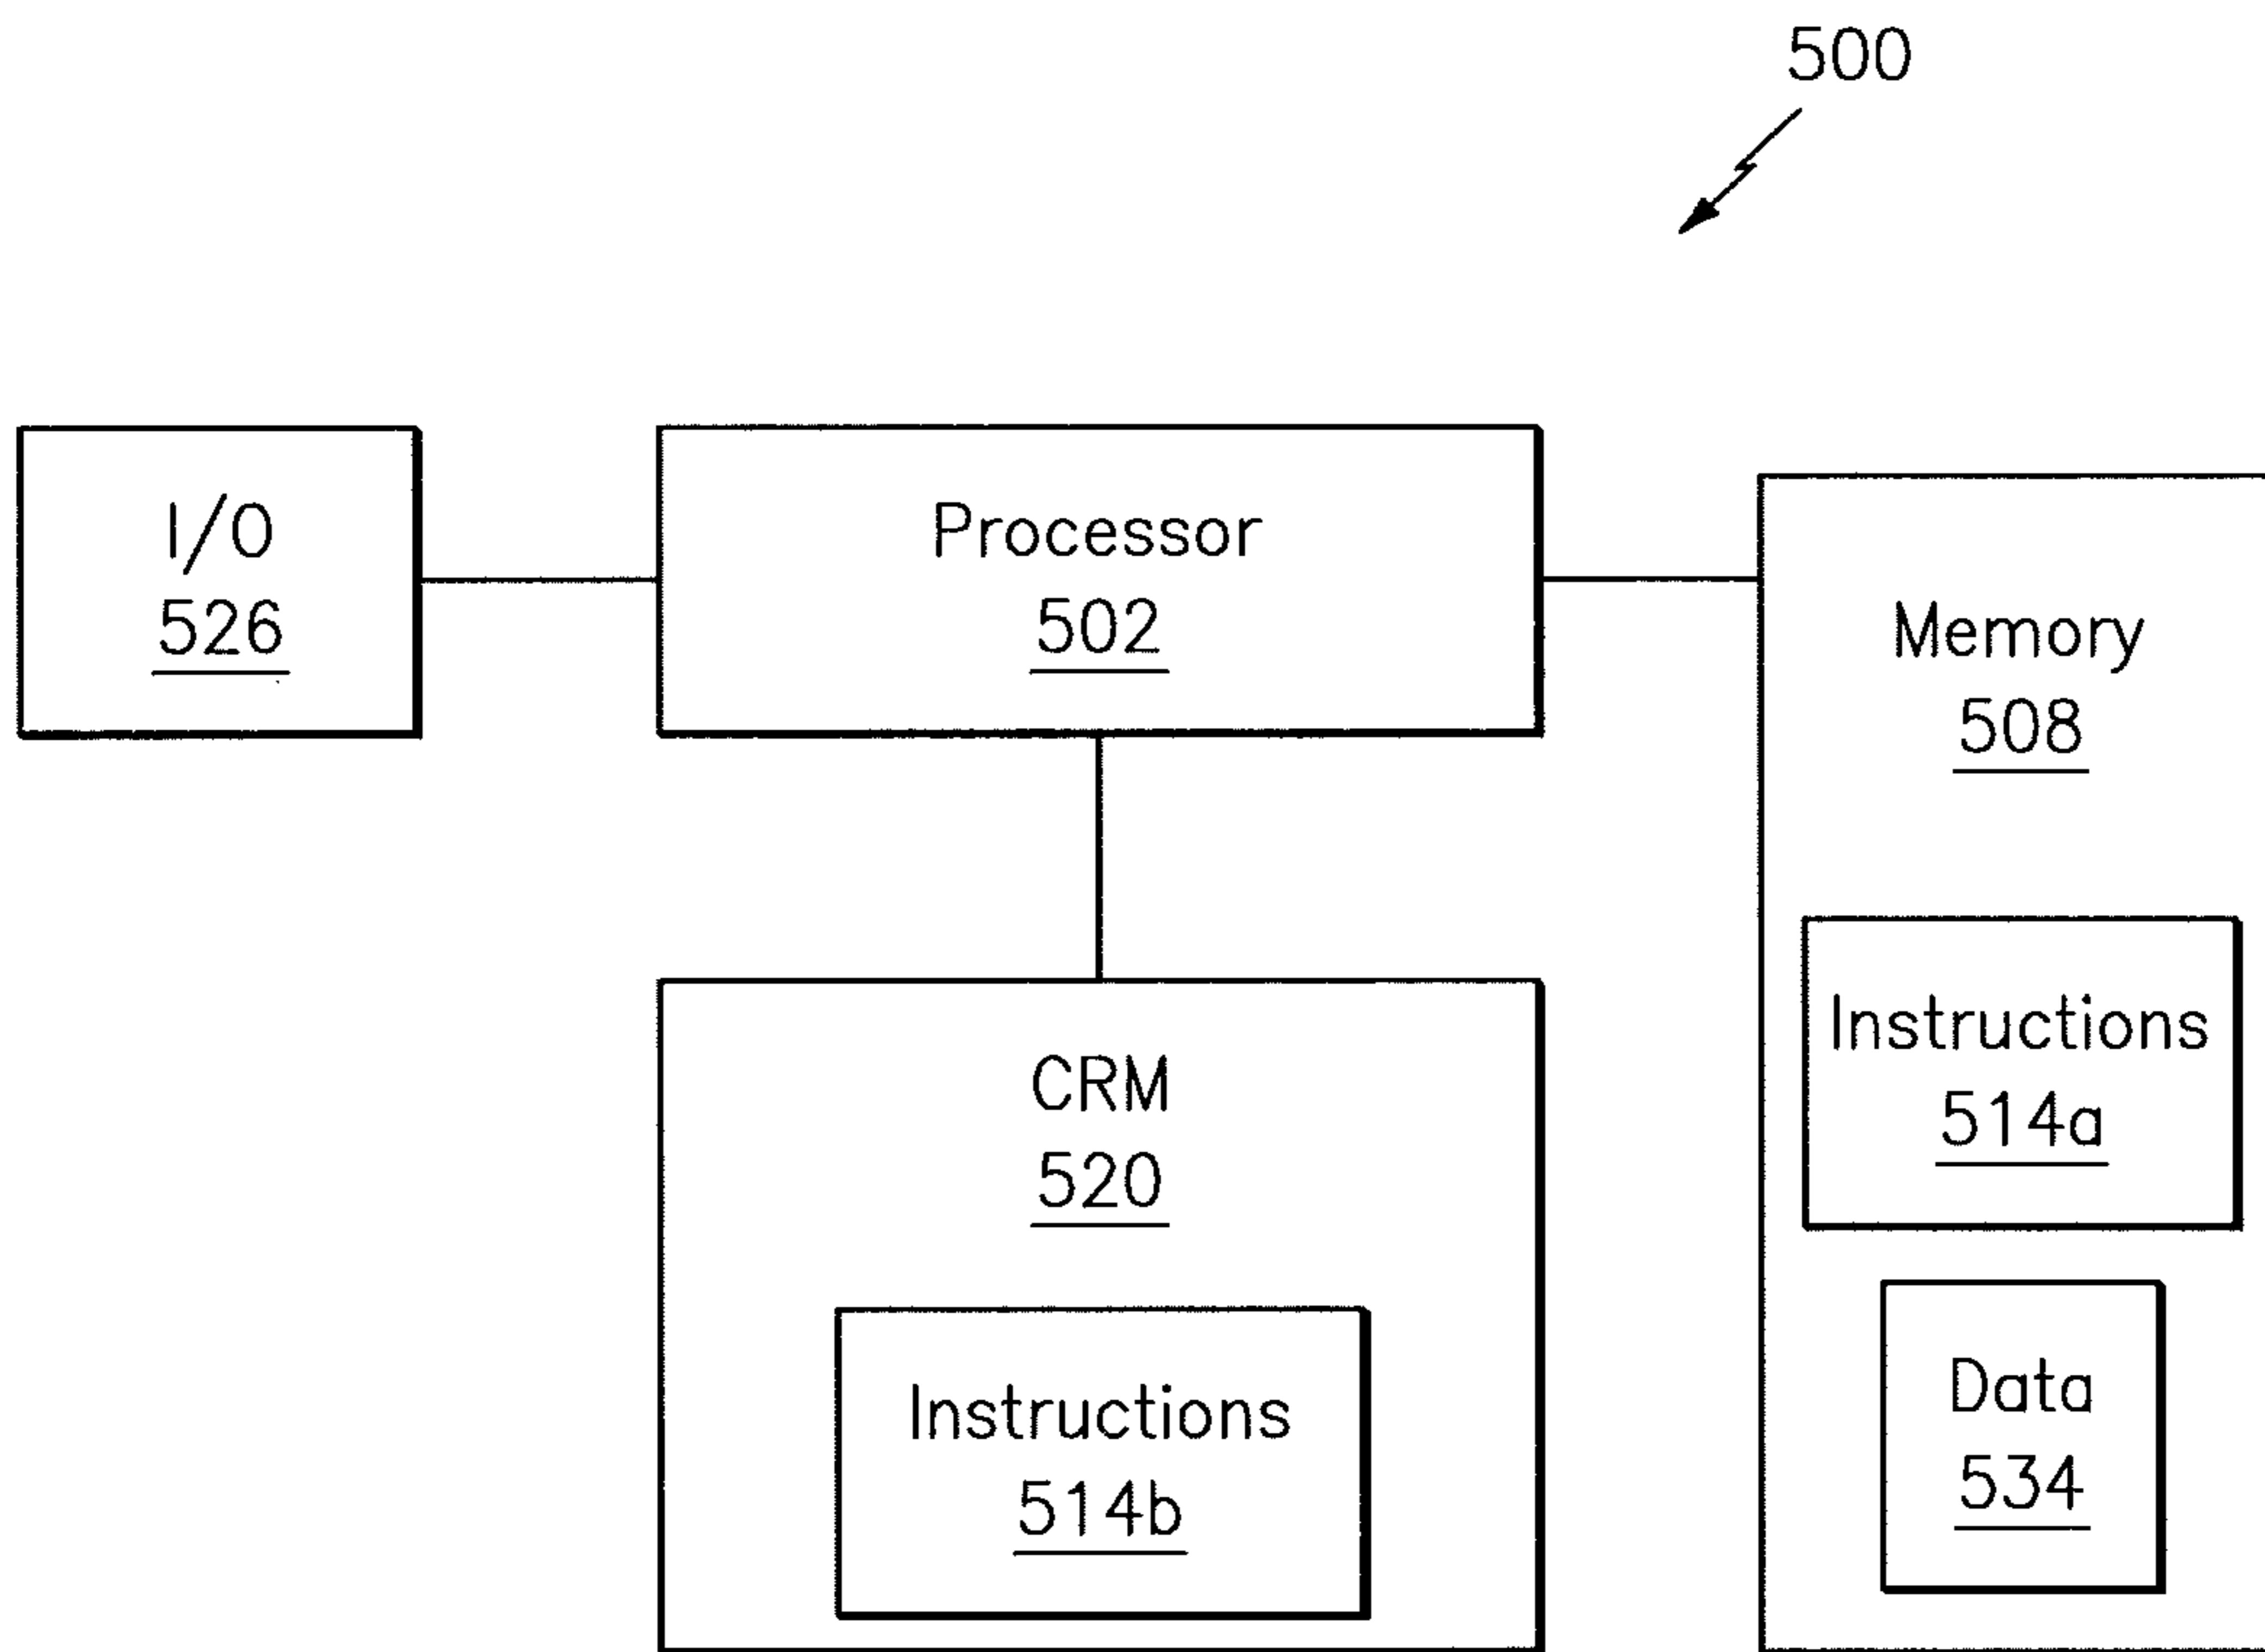 500
I/O
526
Processor
502
Memory
508
Instructions
514a
Data
534
CRM
520
Instructions
514b